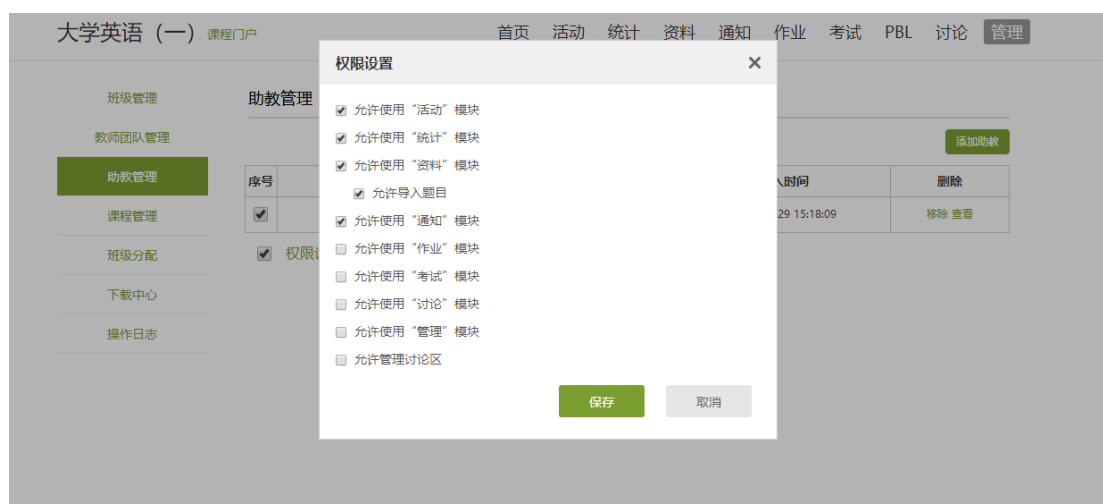 大学英语（一） 课程门户 首页 活动 统计 资料 通知 作业 考试 PBL 讨论 管理
权限设置
班级管理
教师团队管理
助教管理
课程管理
班级分配
下载中心
操作日志
助教管理
添加助教
序号 入时间 删除
29 15:18:09 移除 查看
权限
允许使用“活动”模块
允许使用“统计”模块
允许使用“资料”模块
允许导入题目
允许使用“通知”模块
允许使用“作业”模块
允许使用“考试”模块
允许使用“讨论”模块
允许使用“管理”模块
允许管理讨论区
保存 取消